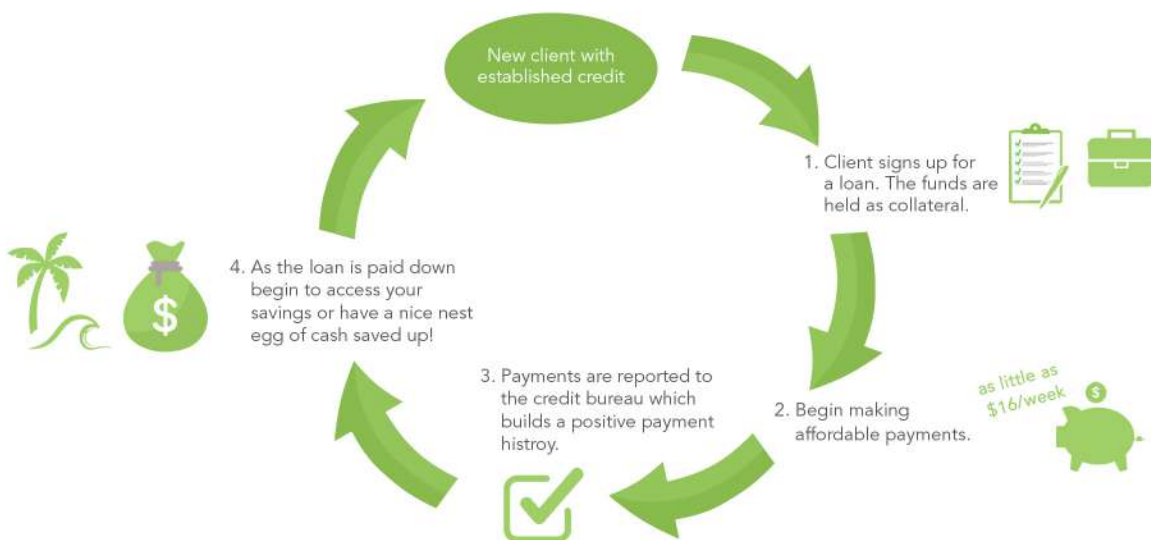 New client with
established credit
1. Client signs up for
a loan. The funds are
held as collateral.
as little as
$16/week
$
2. Begin making
affordable payments.
3. Payments are reported to
the credit bureau which
builds a positive payment
histroy.
4. As the loan is paid down
begin to access your
savings or have a nice nest
egg of cash saved up!
$